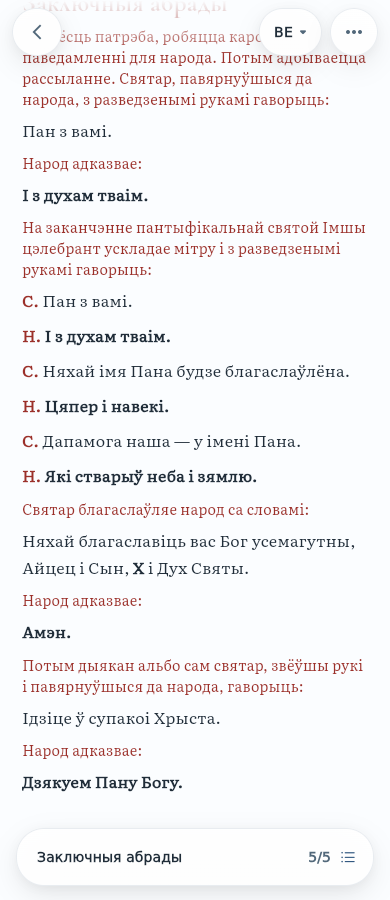 Заключныя абрады
BE
ёсць патрэба, робяцца
паведамленні для народа. Потым адбываецца
рассыланне. Святар, павярнуўшыся да
народа, з разведзенымі рукамі гаворыць:
Пан з вамі.
Народ адказвае:
І з духам тваім.
На заканчэнне пантыфікальнай святой Імшы
цэлебрант ускладае мітру і з разведзенымі
рукамі гаворыць:
С. Пан з вамі.
Н. І з духам тваім.
С. Няхай імя Пана будзе благаслаўлёна.
Н. Цяпер і навекі.
С. Дапамога наша — у імені Пана.
Н. Які стварыў неба і зямлю.
Святар благаслаўляе народ са словамі:
Няхай благаславіць вас Бог усемагутны,
Айцец і Сын, X і Дух Святы.
Народ адказвае:
Амэн.
Потым дыякан альбо сам святар, звёўшы рукі
і павярнуўшыся да народа, гаворыць:
Ідзіце ў супакоі Хрыста.
Народ адказвае:
Дзякуем Пану Богу.
Заключныя абрады 5/5